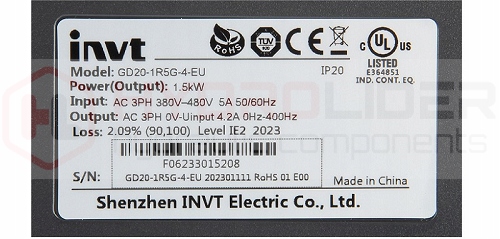 invt
RoHS
TÜV
CE
c UL US
LISTED
E364851
IND. CONT. EQ.
Model: GD20-1R5G-4-EU
IP20
Power(Output): 1.5kW
Input: AC 3PH 380V-480V 5A 50/60Hz
Output: AC 3PH 0V-Uinput 4.2A 0Hz-400Hz
Loss: 2.09% (90,100) Level IE2 2023
F06233015208
S/N: GD20-1R5G-4-EU 202301111 RoHS 01 E00
Made in China
Shenzhen INVT Electric Co., Ltd.